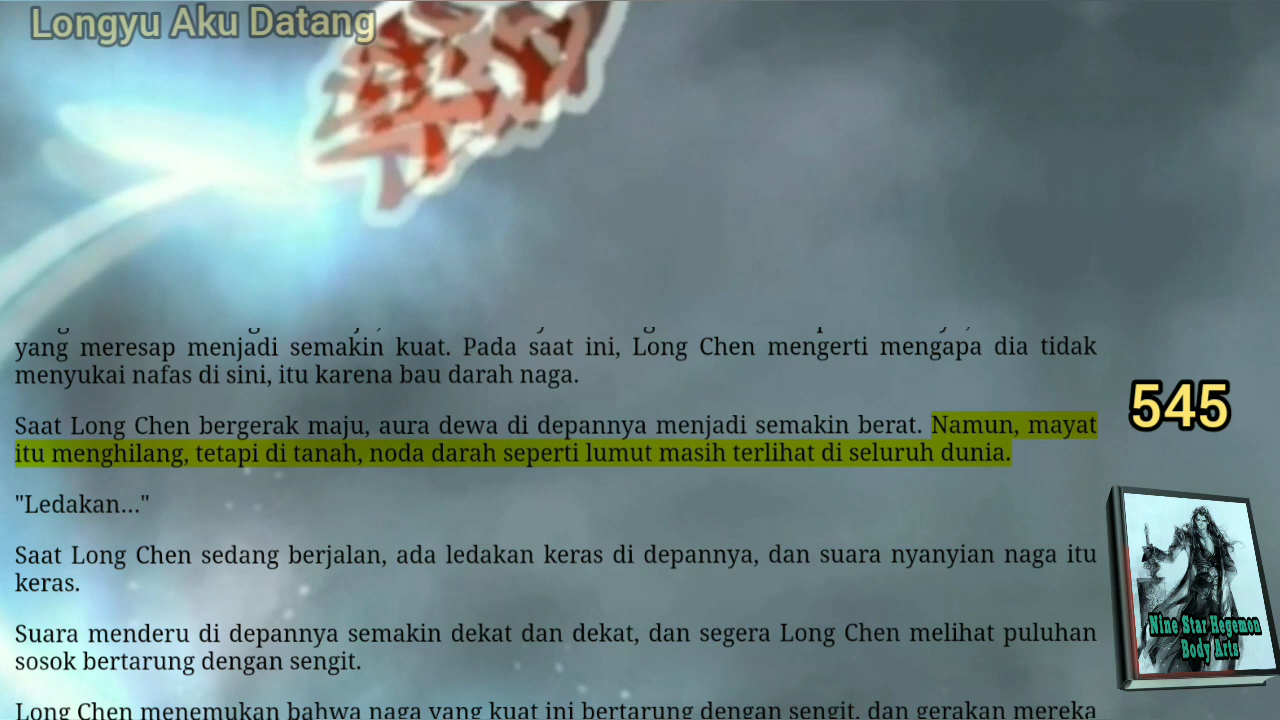 Longyu Aku Datang
yang meresap menjadi semakin kuat. Pada saat ini, Long Chen mengerti mengapa dia tidak
menyukai nafas di sini, itu karena bau darah naga.
Saat Long Chen bergerak maju, aura dewa di depannya menjadi semakin berat. Namun, mayat
itu menghilang, tetapi di tanah, noda darah seperti lumut masih terlihat di seluruh dunia.
545
"Ledakan..."
Saat Long Chen sedang berjalan, ada ledakan keras di depannya, dan suara nyanyian naga itu
keras.
Suara menderu di depannya semakin dekat dan dekat, dan segera Long Chen melihat puluhan
sosok bertarung dengan sengit.
Nine Star Hegemon
Body Arts
Long Chen menemukan bahwa naga yang kuat ini bertarung dengan sengit, dan gerakan mereka